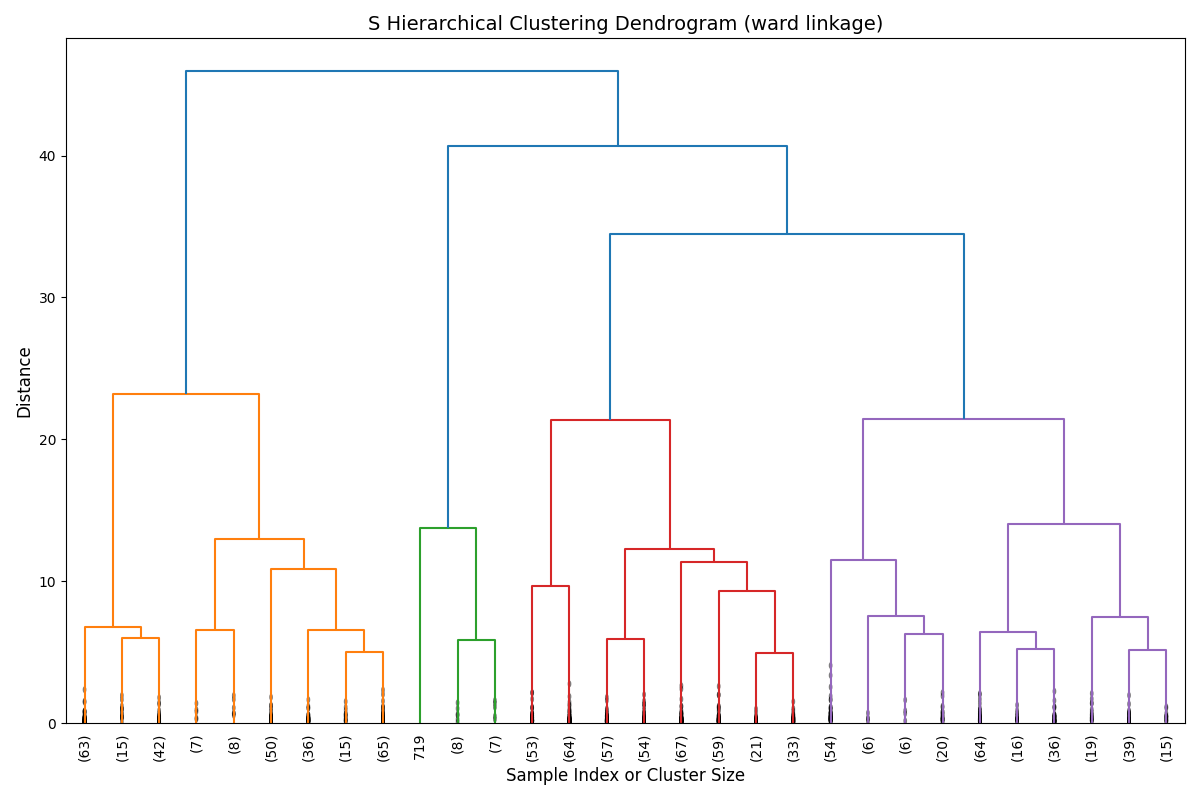 S Hierarchical Clustering Dendrogram (ward linkage)
40
30
20
10
0
Distance
(63) (15) (42) (7) (8) (50) (36) (15) (65) 719 (8) (7) (53) (64) (57) (54) (67) (59) (21) (33) (54) (6) (6) (20) (64) (16) (36) (19) (39) (15)
Sample Index or Cluster Size